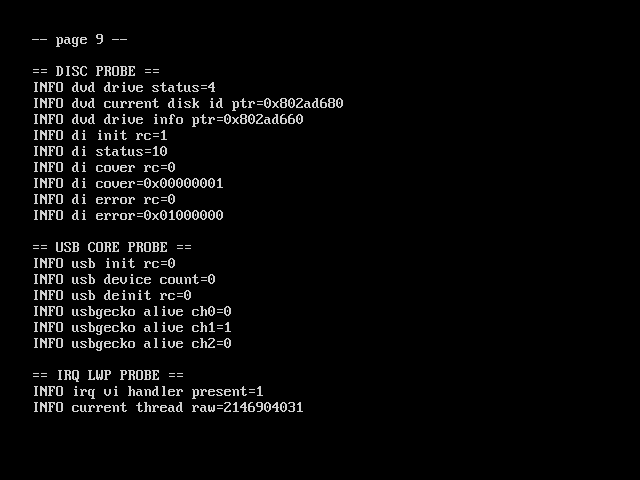 -- page 9 --
== DISC PROBE ==
INFO dvd drive status=4
INFO dvd current disk id ptr=0x802ad680
INFO dvd drive info ptr=0x802ad660
INFO di init rc=1
INFO di status=10
INFO di cover rc=0
INFO di cover=0x00000001
INFO di error rc=0
INFO di error=0x01000000
== USB CORE PROBE ==
INFO usb init rc=0
INFO usb device count=0
INFO usb deinit rc=0
INFO usbgecko alive ch0=0
INFO usbgecko alive ch1=1
INFO usbgecko alive ch2=0
== IRQ LWP PROBE ==
INFO irq vi handler present=1
INFO current thread raw=2146904031